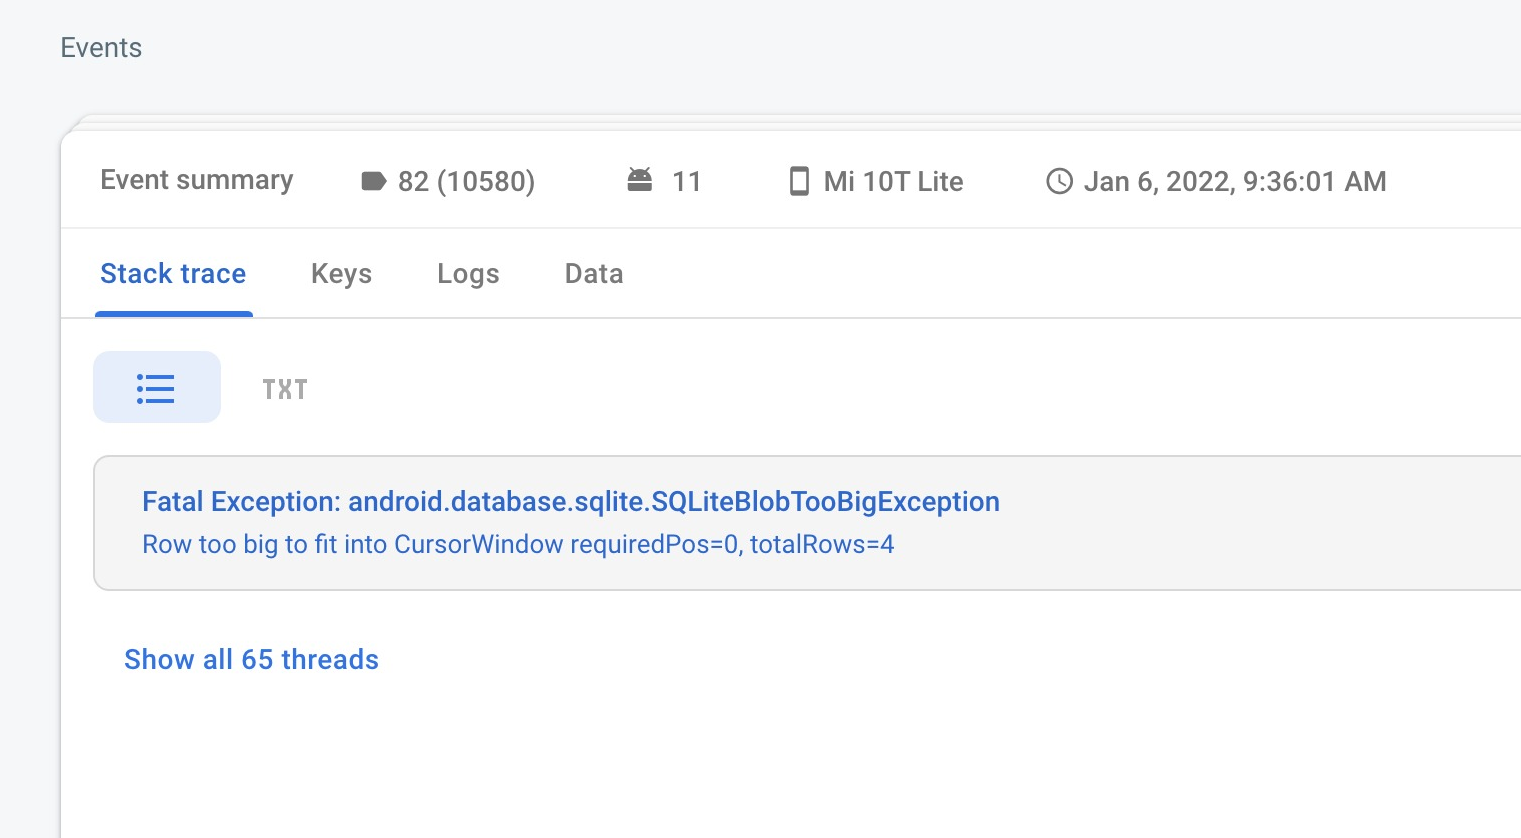 Events
Event summary 82 (10580) 11 Mi 10T Lite Jan 6, 2022, 9:36:01 AM
Stack trace Keys Logs Data
TXT
Fatal Exception: android.database.sqlite.SQLiteBlobTooBigException
Row too big to fit into CursorWindow requiredPos=0, totalRows=4
Show all 65 threads